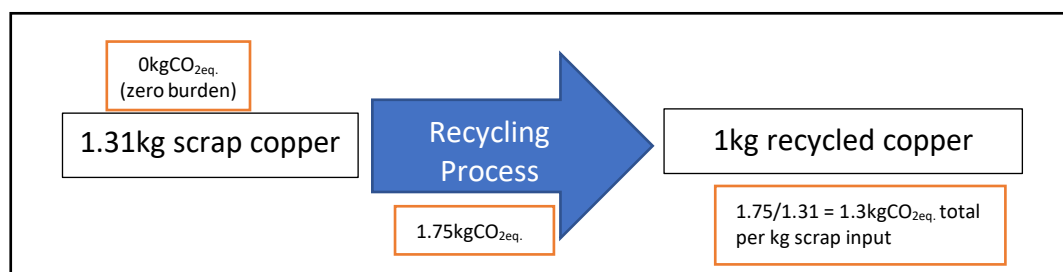 0kgCO2eq.
(zero burden)
1.31kg scrap copper
Recycling
Process
1.75kgCO2eq.
1kg recycled copper
1.75/1.31 = 1.3kgCO2eq. total
per kg scrap input